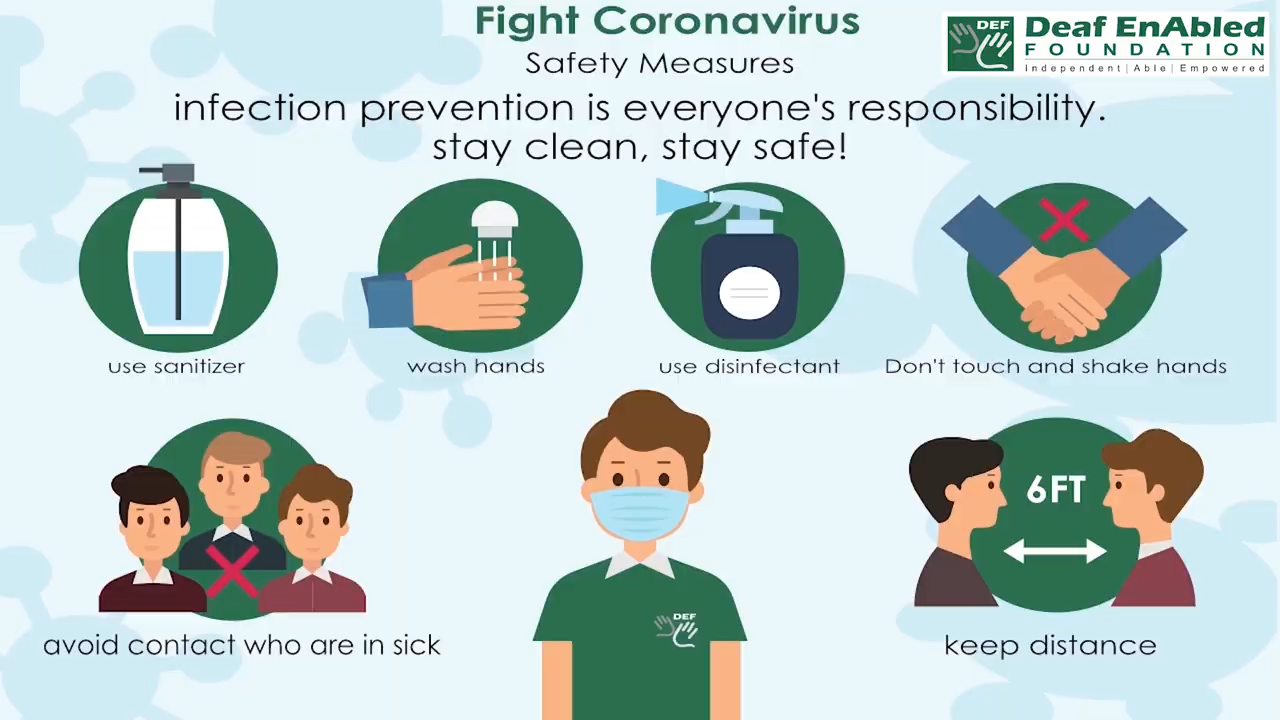 Fight Coronavirus
Safety Measures
DEF
Deaf EnAbled
FOUNDATION
Independent | Able | Empowered
infection prevention is everyone's responsibility.
stay clean, stay safe!
use sanitizer
wash hands
use disinfectant
Don't touch and shake hands
6FT
DEF
avoid contact who are in sick
keep distance